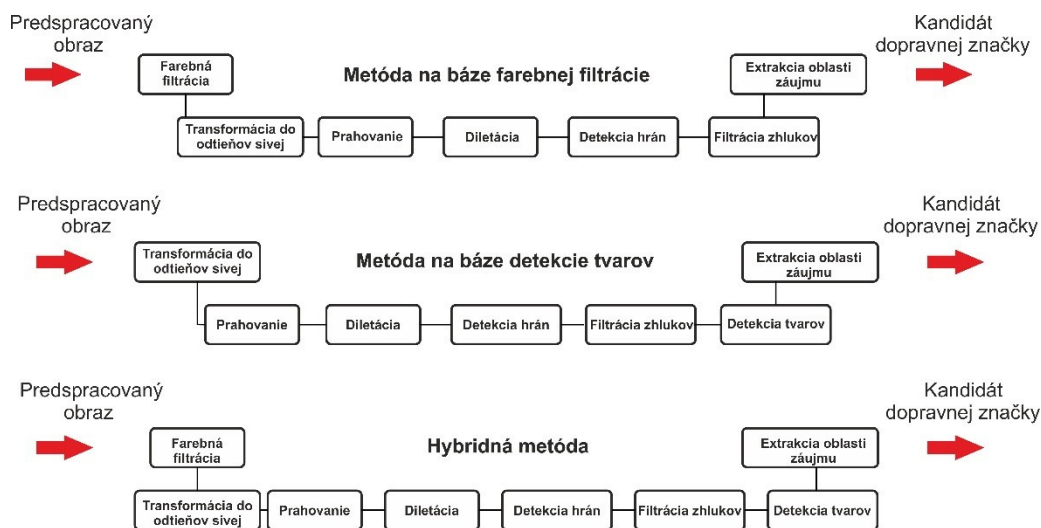 Predspracovaný
obraz
Kandidát
dopravnej značky
Farebná
filtrácia
Metóda na báze farebnej filtrácie
Extrakcia oblasti
záujmu
Transformácia do
odtieňov sivej
Prahovanie
Diletácia
Detekcia hrán
Filtrácia zhlukov
Predspracovaný
obraz
Kandidát
dopravnej značky
Transformácia do
odtieňov sivej
Metóda na báze detekcie tvarov
Extrakcia oblasti
záujmu
Prahovanie
Diletácia
Detekcia hrán
Filtrácia zhlukov
Detekcia tvarov
Predspracovaný
obraz
Kandidát
dopravnej značky
Farebná
filtrácia
Hybridná metóda
Extrakcia oblasti
záujmu
Transformácia do
odtieňov sivej
Prahovanie
Diletácia
Detekcia hrán
Filtrácia zhlukov
Detekcia tvarov